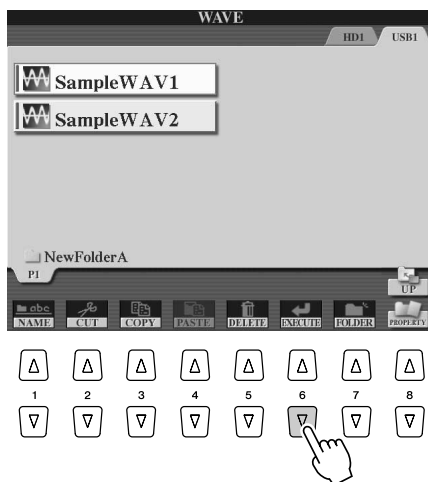 WAVE
HD1 USB1
SampleWAV1
SampleWAV2
NewFolderA
P1
UP
abc
NAME CUT COPY PASTE DELETE EXECUTE FOLDER PROPERTY
1 2 3 4 5 6 7 8